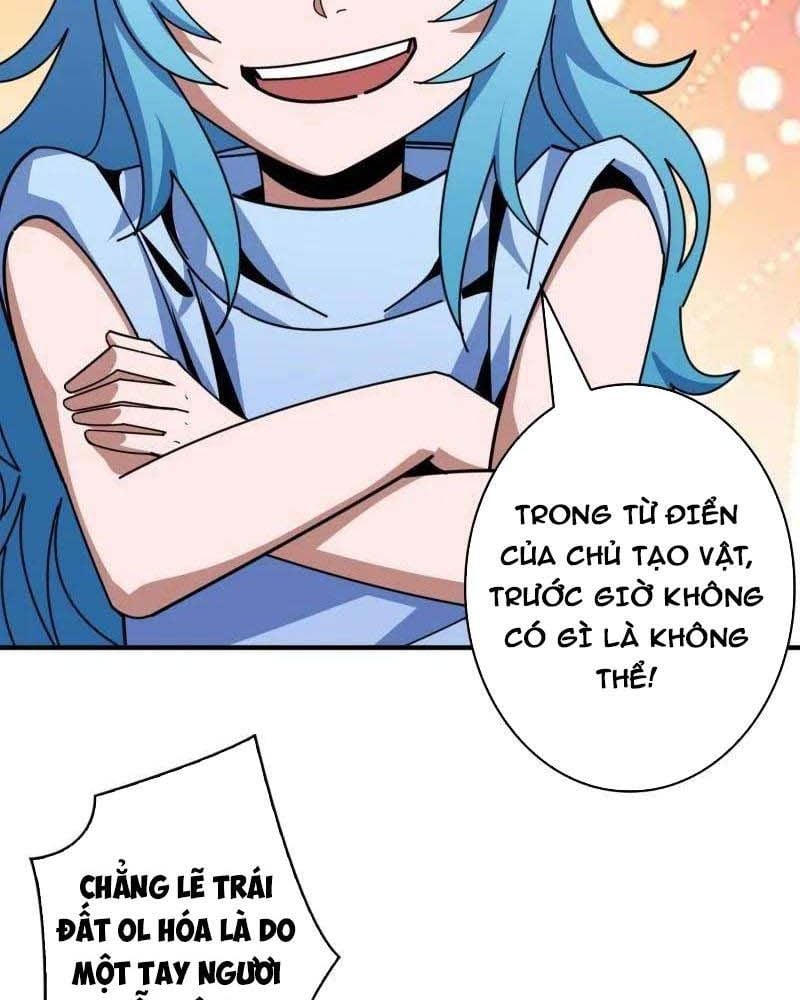 TRONG TỪ ĐIỂN
CỦA CHỦ TẠO VẬT,
TRƯỚC GIỜ KHÔNG
CÓ GÌ LÀ KHÔNG
THỂ!
CHẲNG LẼ TRÁI
ĐẤT OL HÓA LÀ DO
MỘT TAY NGƯƠI